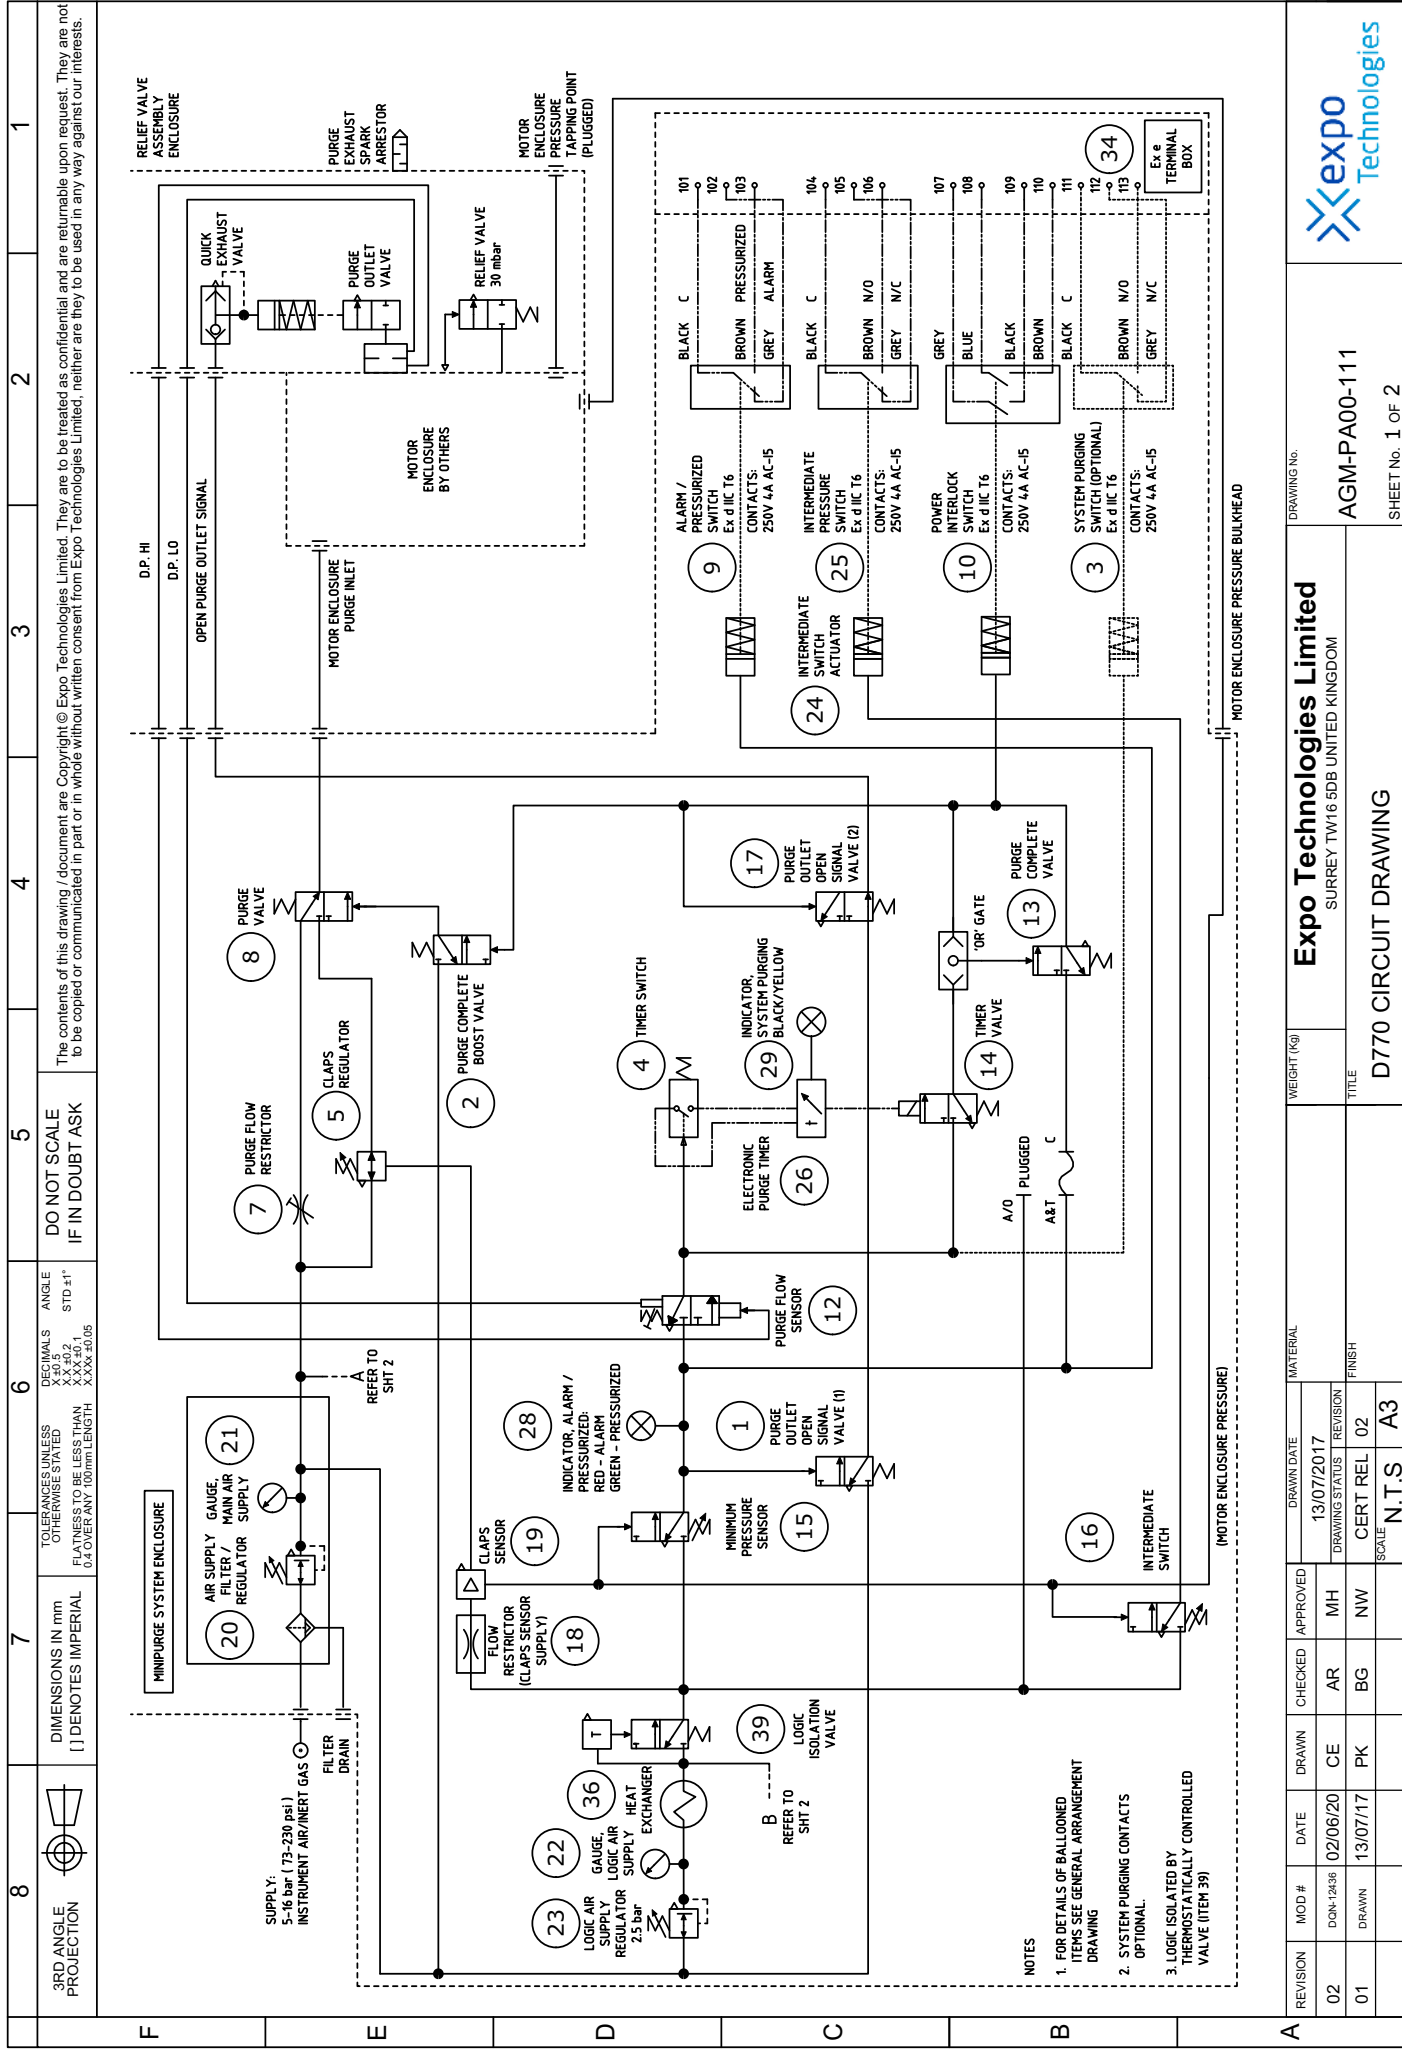 8
7
6
5
4
3
2
1
3RD ANGLE
PROJECTION
DIMENSIONS IN mm
[ ] DENOTES IMPERIAL
TOLERANCES UNLESS
OTHERWISE STATED
FLATNESS TO BE LESS THAN
0.4 OVER ANY 100mm LENGTH
DECIMALS
X ±0.5
X.X ±0.2
X.XX ±0.1
X.XXx ±0.05
ANGLE
STD ±1°
DO NOT SCALE
IF IN DOUBT ASK
The contents of this drawing / document are Copyright © Expo Technologies Limited. They are to be treated as confidential and are returnable upon request. They are not
to be copied or communicated in part or in whole without written consent from Expo Technologies Limited, neither are they to be used in any way against our interests.
F
E
D
C
B
A
MINIPURGE SYSTEM ENCLOSURE
SUPPLY:
5-16 bar ( 73-230 psi )
INSTRUMENT AIR/INERT GAS
FILTER
DRAIN
20
AIR SUPPLY
FILTER /
REGULATOR
21
GAUGE,
MAIN AIR
SUPPLY
A
REFER TO
SHT 2
7
PURGE FLOW
RESTRICTOR
5
CLAPS
REGULATOR
8
PURGE
VALVE
2
PURGE COMPLETE
BOOST VALVE
D.P. HI
D.P. LO
OPEN PURGE OUTLET SIGNAL
MOTOR ENCLOSURE
PURGE INLET
MOTOR
ENCLOSURE
BY OTHERS
RELIEF VALVE
ASSEMBLY
ENCLOSURE
QUICK
EXHAUST
VALVE
PURGE
OUTLET
VALVE
PURGE
EXHAUST
SPARK
ARRESTOR
RELIEF VALVE
30 mbar
MOTOR
ENCLOSURE
PRESSURE
TAPPING POINT
(PLUGGED)
19
CLAPS
SENSOR
18
FLOW
RESTRICTOR
(CLAPS SENSOR
SUPPLY)
28
INDICATOR, ALARM /
PRESSURIZED:
RED - ALARM
GREEN - PRESSURIZED
23
LOGIC AIR
SUPPLY
REGULATOR
2.5 bar
22
GAUGE,
LOGIC AIR
SUPPLY
36
HEAT
EXCHANGER
T
39
LOGIC
ISOLATION
VALVE
B
REFER TO
SHT 2
15
MINIMUM
PRESSURE
SENSOR
1
PURGE
OUTLET
OPEN
SIGNAL
VALVE (1)
12
PURGE FLOW
SENSOR
4
TIMER SWITCH
26
ELECTRONIC
PURGE TIMER
t
29
INDICATOR,
SYSTEM PURGING
BLACK/YELLOW
17
PURGE
OUTLET
OPEN
SIGNAL
VALVE (2)
14
TIMER
VALVE
'OR' GATE
13
PURGE
COMPLETE
VALVE
A/O
PLUGGED
A&T
C
16
INTERMEDIATE
SWITCH
(MOTOR ENCLOSURE PRESSURE)
MOTOR ENCLOSURE PRESSURE BULKHEAD
24
INTERMEDIATE
SWITCH
ACTUATOR
9
ALARM /
PRESSURIZED
SWITCH
Ex d IIC T6
CONTACTS:
250V 4A AC-15
25
INTERMEDIATE
PRESSURE
SWITCH
Ex d IIC T6
CONTACTS:
250V 4A AC-15
10
POWER
INTERLOCK
SWITCH
Ex d IIC T6
CONTACTS:
250V 4A AC-15
3
SYSTEM PURGING
SWITCH (OPTIONAL)
Ex d IIC T6
CONTACTS:
250V 4A AC-15
BLACK C
BROWN PRESSURIZED
GREY ALARM
BLACK C
BROWN N/O
GREY N/C
GREY
BLUE
BLACK
BROWN
BLACK C
BROWN N/O
GREY N/C
101
102
103
104
105
106
107
108
109
110
111
112
113
34
Ex e
TERMINAL
BOX
NOTES
1. FOR DETAILS OF BALLOONED
ITEMS SEE GENERAL ARRANGEMENT
DRAWING
2. SYSTEM PURGING CONTACTS
OPTIONAL.
3. LOGIC ISOLATED BY
THERMOSTATICALLY CONTROLLED
VALVE (ITEM 39)
REVISION MOD # DATE DRAWN CHECKED APPROVED
02 DQN-12436 02/06/20 CE AR MH
01 DRAWN 13/07/17 PK BG NW
DRAWN DATE
13/07/2017
DRAWING STATUS
CERT REL
REVISION
02
SCALE
N.T.S
A3
MATERIAL
FINISH
WEIGHT (Kg)
Expo Technologies Limited
SURREY TW16 5DB UNITED KINGDOM
TITLE
D770 CIRCUIT DRAWING
DRAWING No.
AGM-PA00-111
SHEET No. 1 OF 2
expo
Technologies